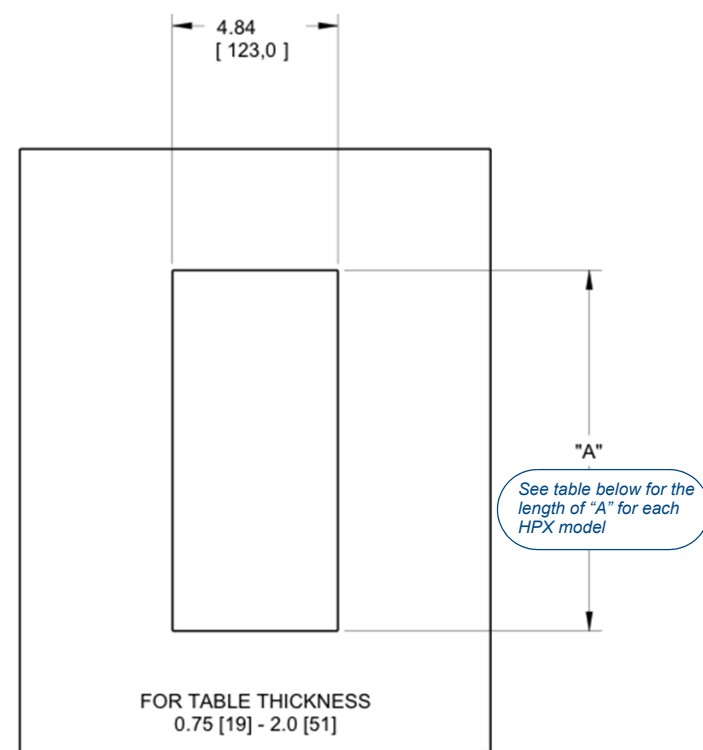 4.84
[ 123,0 ]
"A"
See table below for the
length of “A” for each
HPX model
FOR TABLE THICKNESS
0.75 [19] - 2.0 [51]